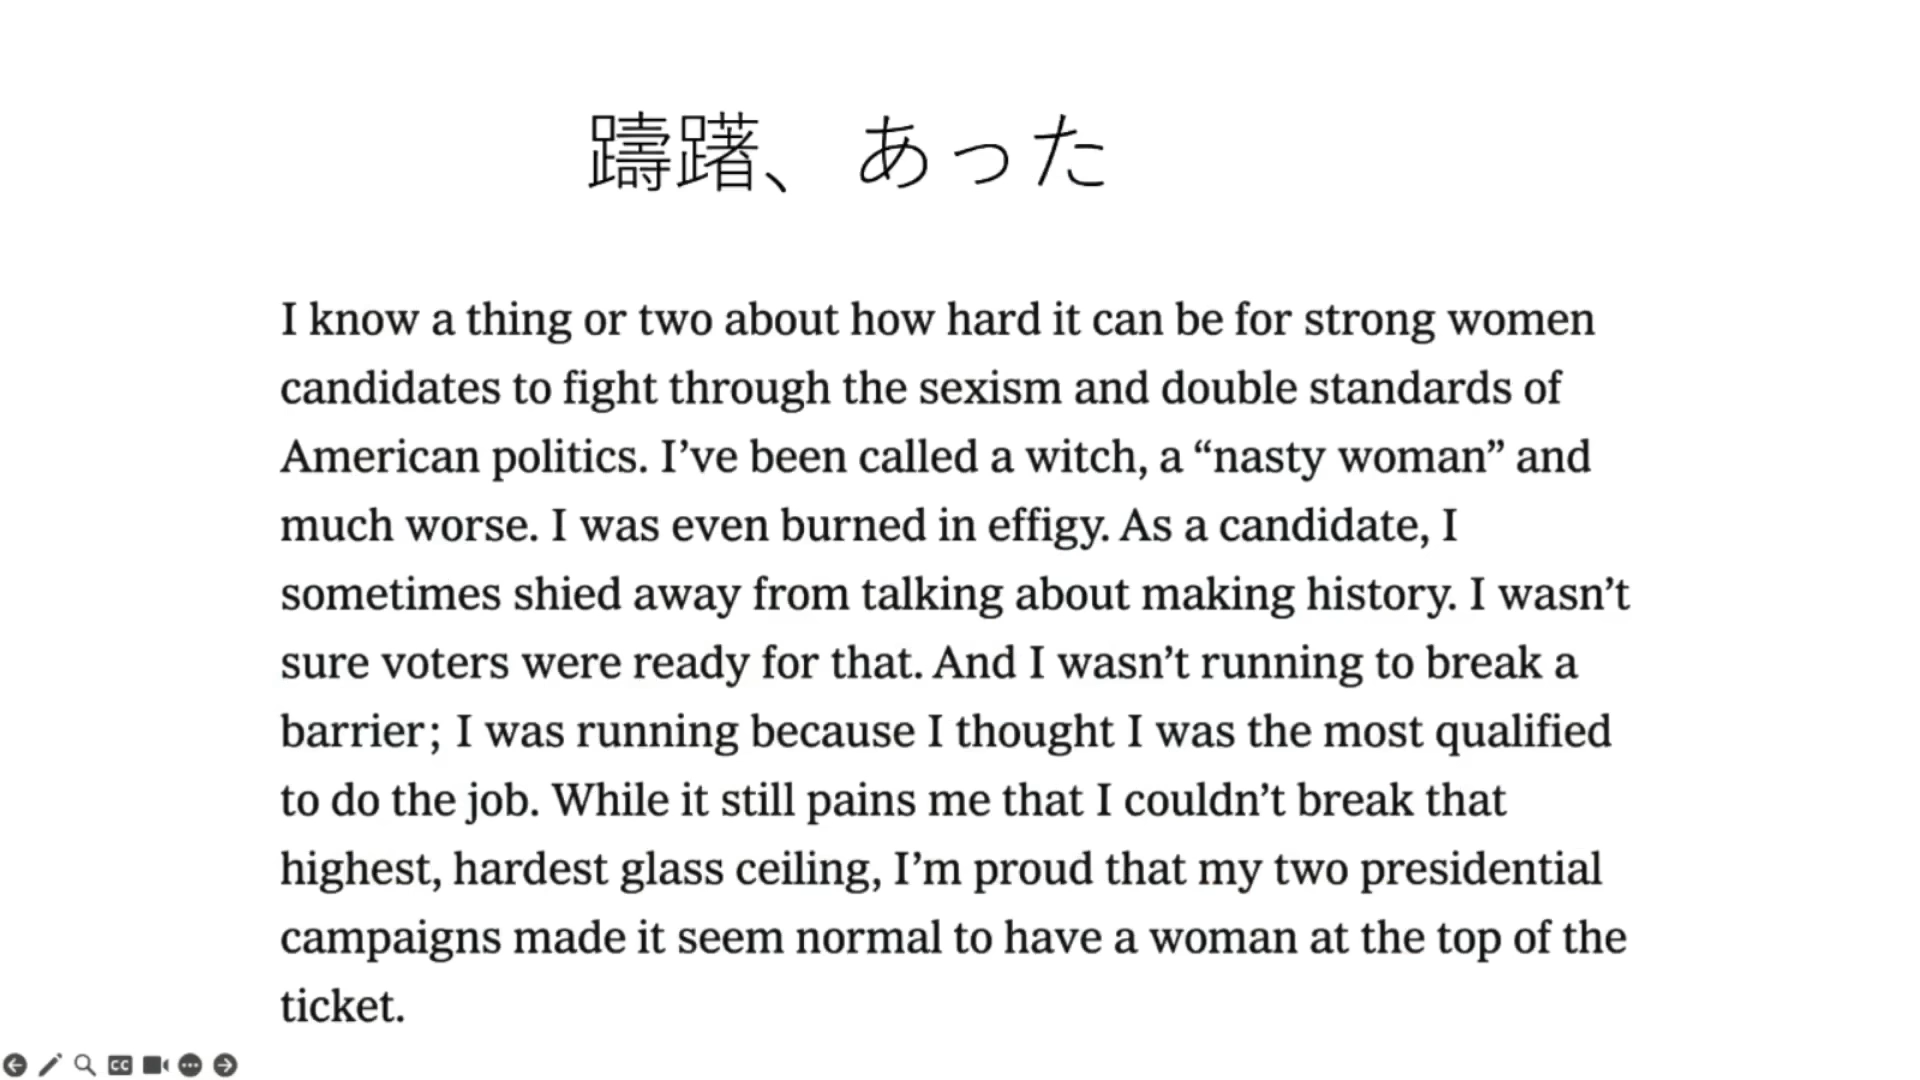 躊躇、あった
I know a thing or two about how hard it can be for strong women
candidates to fight through the sexism and double standards of
American politics. I’ve been called a witch, a “nasty woman” and
much worse. I was even burned in effigy. As a candidate, I
sometimes shied away from talking about making history. I wasn’t
sure voters were ready for that. And I wasn’t running to break a
barrier; I was running because I thought I was the most qualified
to do the job. While it still pains me that I couldn’t break that
highest, hardest glass ceiling, I’m proud that my two presidential
campaigns made it seem normal to have a woman at the top of the
ticket.
CC